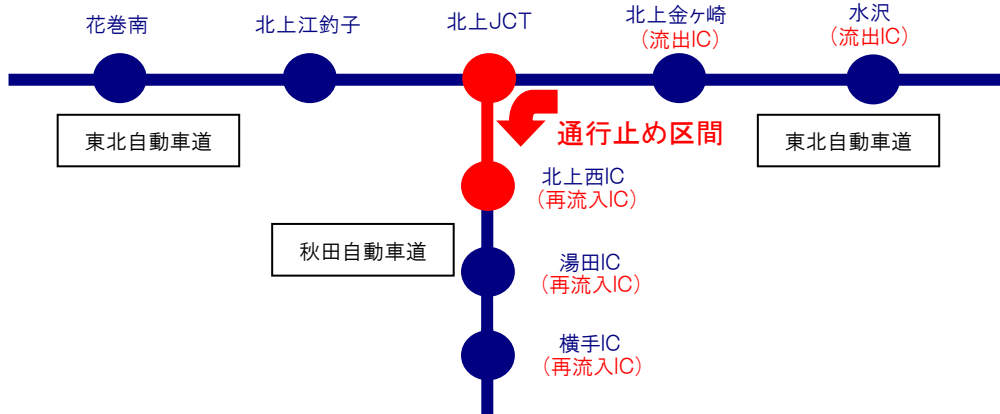 花巻南
北上江釣子
北上JCT
北上金ヶ崎
(流出IC)
水沢
(流出IC)
東北自動車道
通行止め区間
東北自動車道
北上西IC
(再流入IC)
秋田自動車道
湯田IC
(再流入IC)
横手IC
(再流入IC)